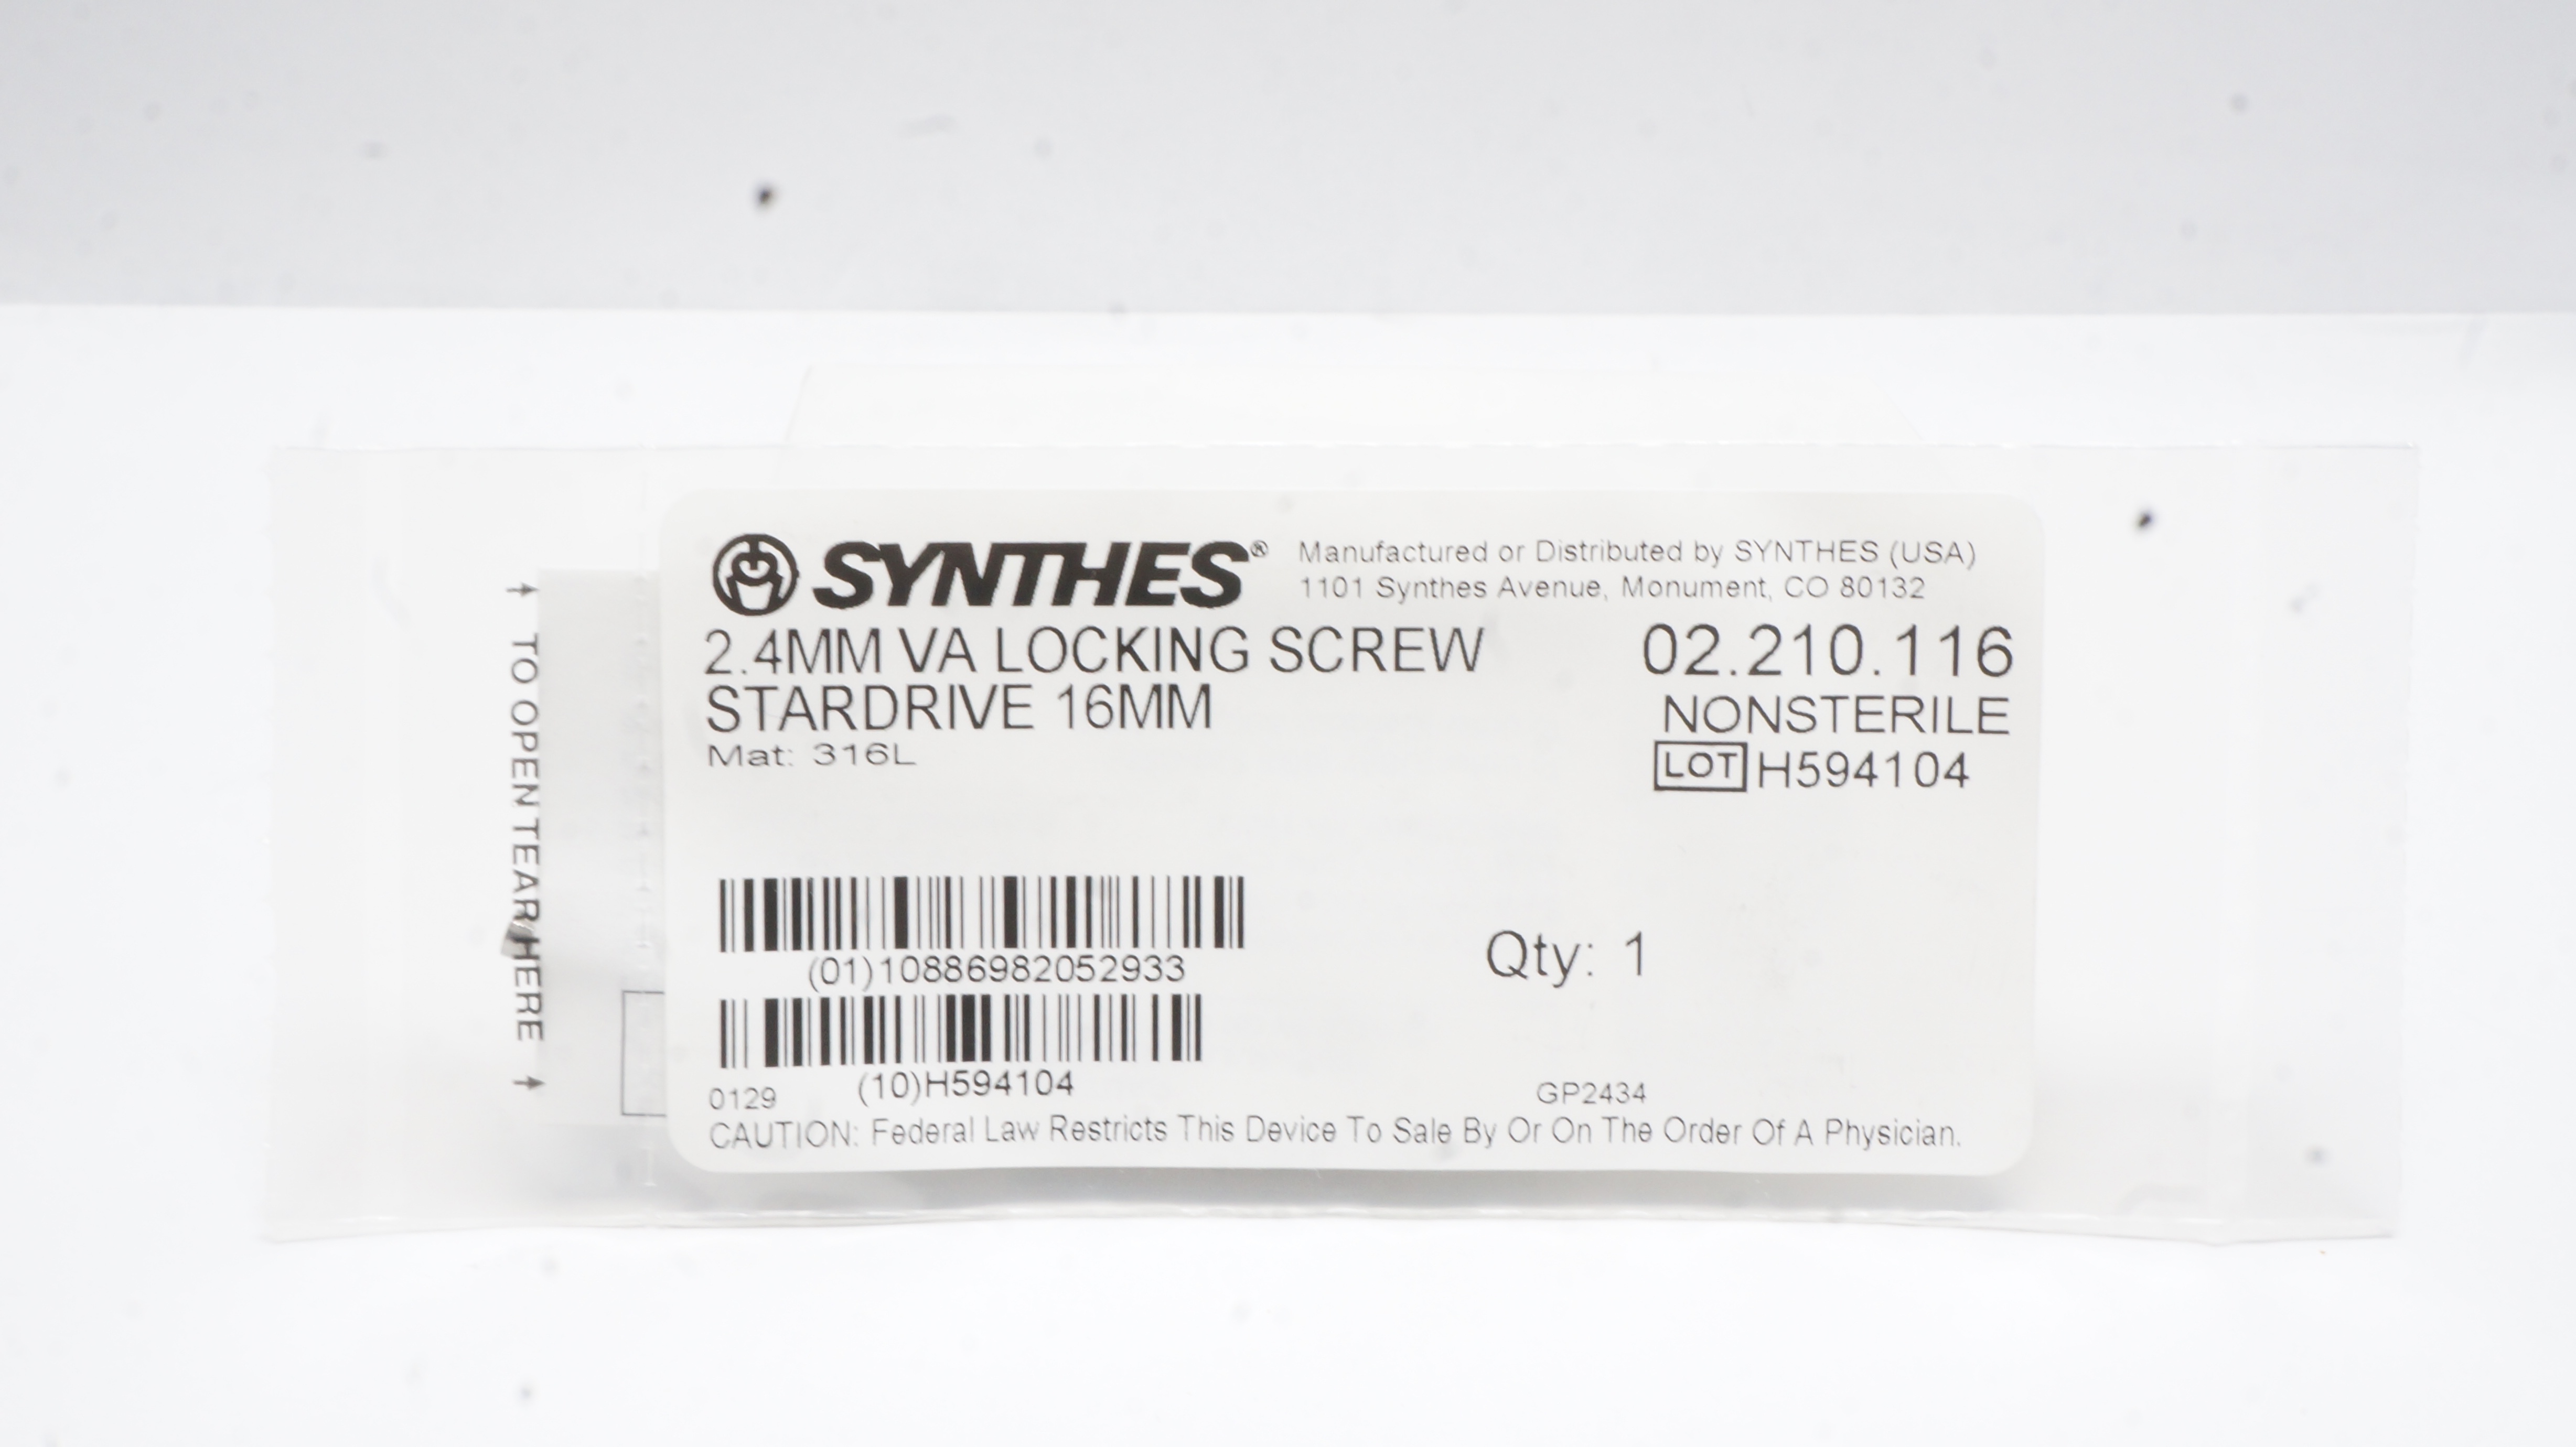 SYNTHES®
Manufactured or Distributed by SYNTHES (USA)
1101 Synthes Avenue, Monument, CO 80132
2.4MM VA LOCKING SCREW
STARDRIVE 16MM
Mat: 316L
02.210.116
NONSTERILE
LOT H594104
(01)10886982052933
Qty: 1
(10)H594104
0129
GP2434
CAUTION: Federal Law Restricts This Device To Sale By Or On The Order Of A Physician.
TO OPEN TEAR HERE